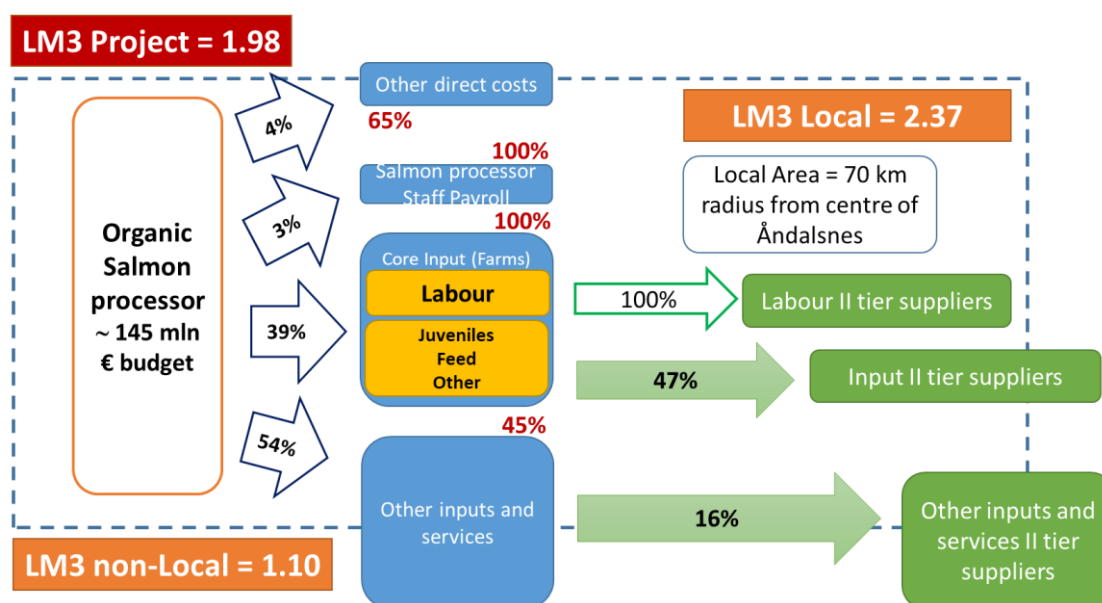 LM3 Project = 1.98
Other direct costs
65%
4%
LM3 Local = 2.37
100%
Salmon processor
Staff Payroll
100%
3%
Local Area = 70 km
radius from centre of
Åndalsnes
Organic
Salmon
processor
~ 145 mln
€ budget
Core Input (Farms)
Labour
100%
Labour II tier suppliers
39%
Juveniles
Feed
Other
47%
Input II tier suppliers
45%
54%
Other inputs and
services
16%
Other inputs and
services II tier
suppliers
LM3 non-Local = 1.10